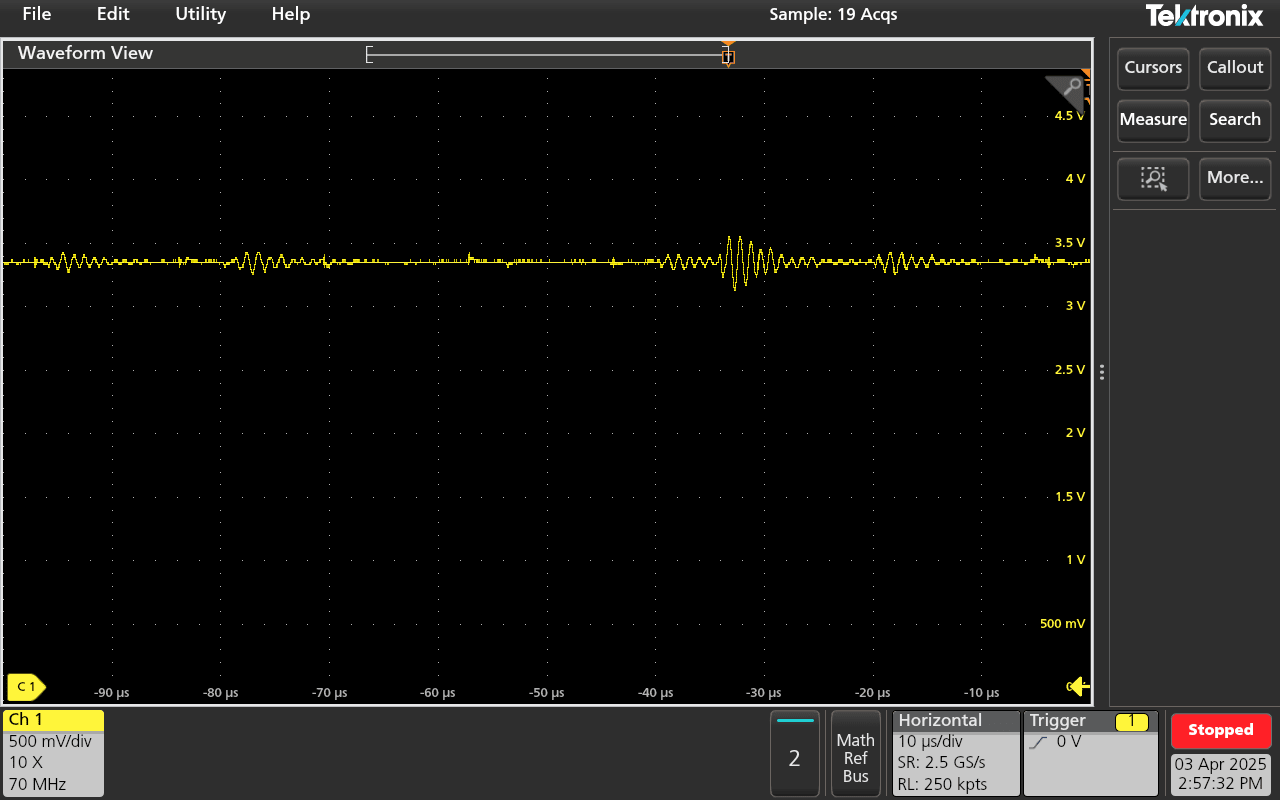 File Edit Utility Help Sample: 19 Acqs Tektronix
Waveform View
T
Cursors Callout
Measure Search
More...
4.5 V
4 V
3.5 V
3 V
2.5 V
2 V
1.5 V
1 V
500 mV
C 1
-90 µs -80 µs -70 µs -60 µs -50 µs -40 µs -30 µs -20 µs -10 µs
Ch 1
500 mV/div
10 X
70 MHz
2
Math
Ref
Bus
Horizontal
10 µs/div
SR: 2.5 GS/s
RL: 250 kpts
Trigger 1
0 V
Stopped
03 Apr 2025
2:57:32 PM